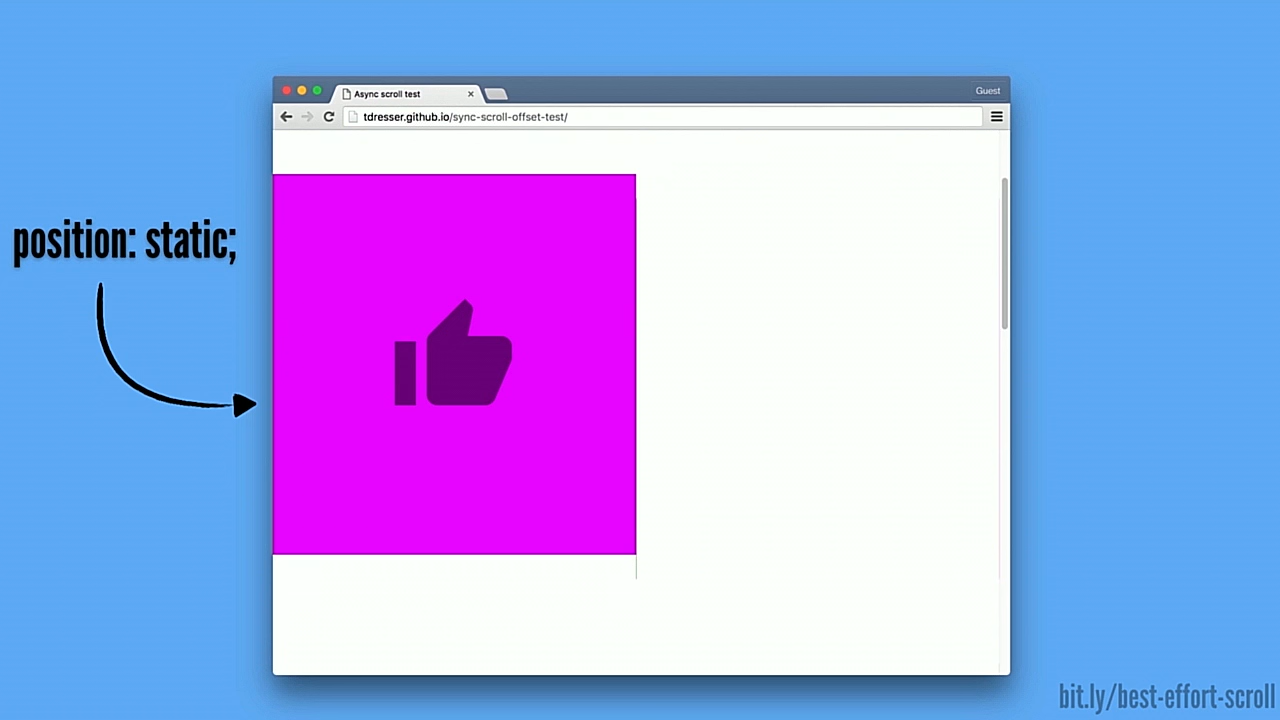 Async scroll test
Guest
tdresser.github.io/sync-scroll-offset-test/
position: static;
bit.ly/best-effort-scroll